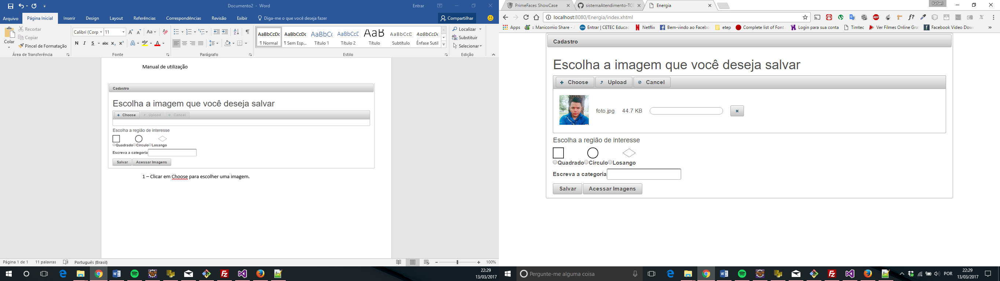 Documento2 - Word
Entrar
Arquivo
Página Inicial
Inserir
Design
Layout
Referências
Correspondências
Revisão
Exibir
Diga-me o que você deseja fazer
Compartilhar
Colar
Recortar
Copiar
Pincel de Formatação
Área de Transferência
Calibri (Corp
11
Fonte
Parágrafo
AaBbCcDc
¶ Normal
AaBbCcDc
¶ Sem Esp...
AaBbCc
Título 1
AaBbCcD
Título 2
AaB
Título
AaBbCcD
Subtítulo
AaBbCcDc
Ênfase Sutil
Estilo
Localizar
Substituir
Selecionar
Edição
Manual de utilização
Cadastro
Escolha a imagem que você deseja salvar
Choose Upload Cancel
Escolha a região de interesse
Quadrado Circulo Losango
Escreva a categoria
Salvar Acessar Imagens
1 – Clicar em Choose para escolher uma imagem.
Página 1 de 1 11 palavras Português (Brasil) 100%
22:29
13/03/2017
PrimeFaces ShowCase
sistemaAtendimento-TCC
Energia
Rafael
localhost:8080/Energia/index.xhtml
Apps
:: Manicomio Share -
Entrar | CETEC Educac
Netflix
Bem-vindo ao Facebo
etep
Complete list of Font
Login para sua conta
Timtec
Ver Filmes Online Gra
Facebook Video Down
Cadastro
Escolha a imagem que você deseja salvar
Choose Upload Cancel
foto.jpg 44.7 KB
Escolha a região de interesse
Quadrado Circulo Losango
Escreva a categoria
Salvar Acessar Imagens
Pergunte-me alguma coisa
POR
22:29
13/03/2017